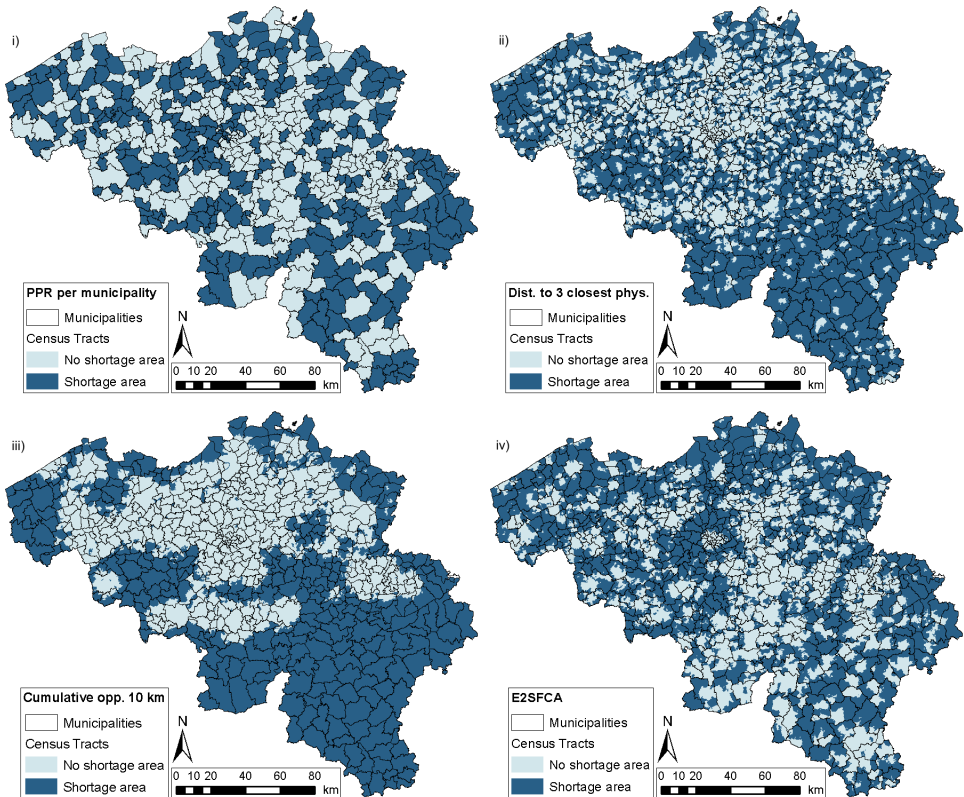 i)
PPR per municipality
Municipalities
Census Tracts
No shortage area
Shortage area
N
0 10 20 40 60 80
km
ii)
Dist. to 3 closest phys.
Municipalities
Census Tracts
No shortage area
Shortage area
N
0 10 20 40 60 80
km
iii)
Cumulative opp. 10 km
Municipalities
Census Tracts
No shortage area
Shortage area
N
0 10 20 40 60 80
km
iv)
E2SFCA
Municipalities
Census Tracts
No shortage area
Shortage area
N
0 10 20 40 60 80
km